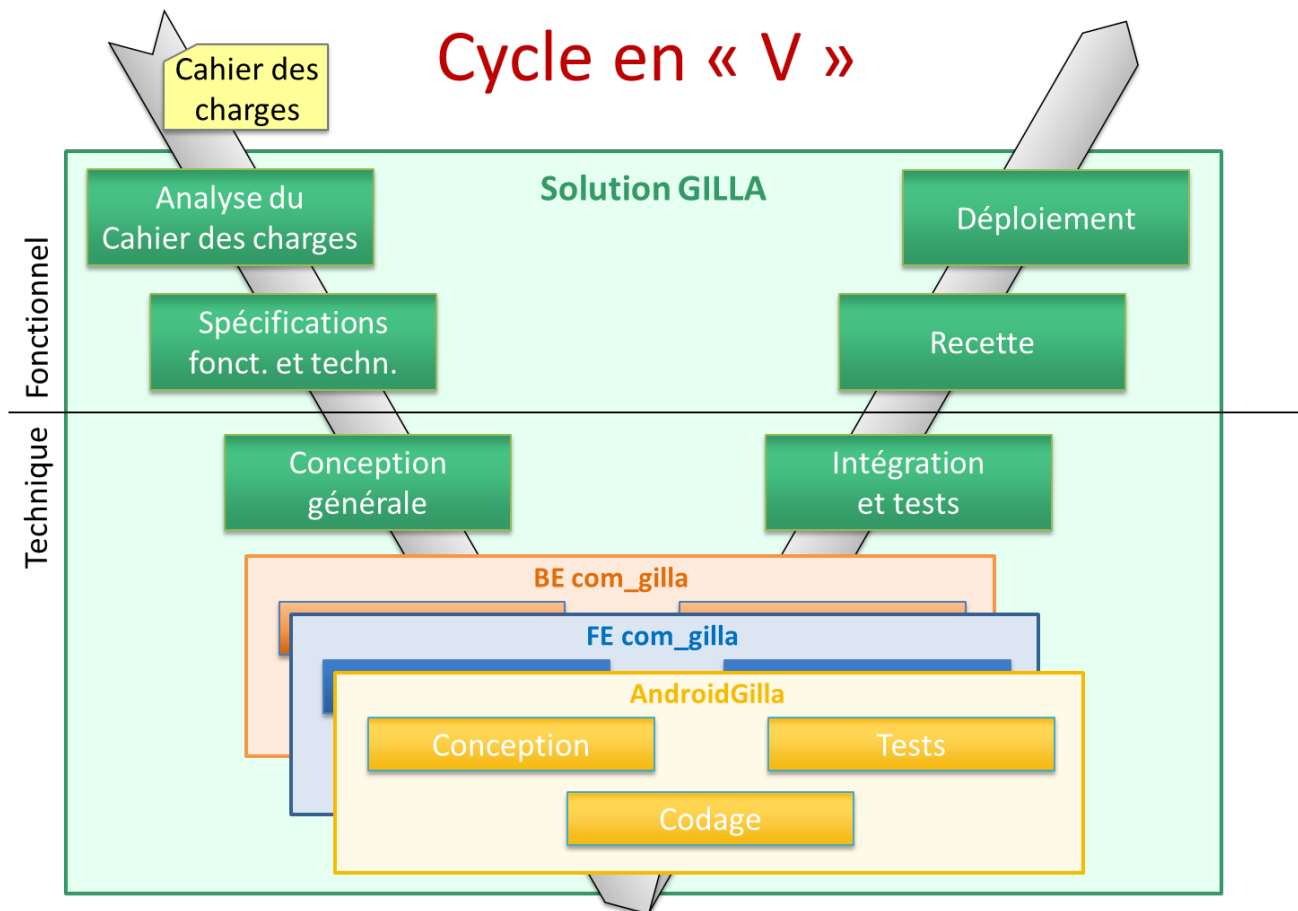 Cycle en « V »
Cahier des
charges
Solution GILLA
Analyse du
Cahier des charges
Déploiement
Fonctionnel
Spécifications
fonct. et techn.
Recette
Technique
Conception
générale
Intégration
et tests
BE com_gilla
FE com_gilla
AndroidGilla
Conception
Tests
Codage